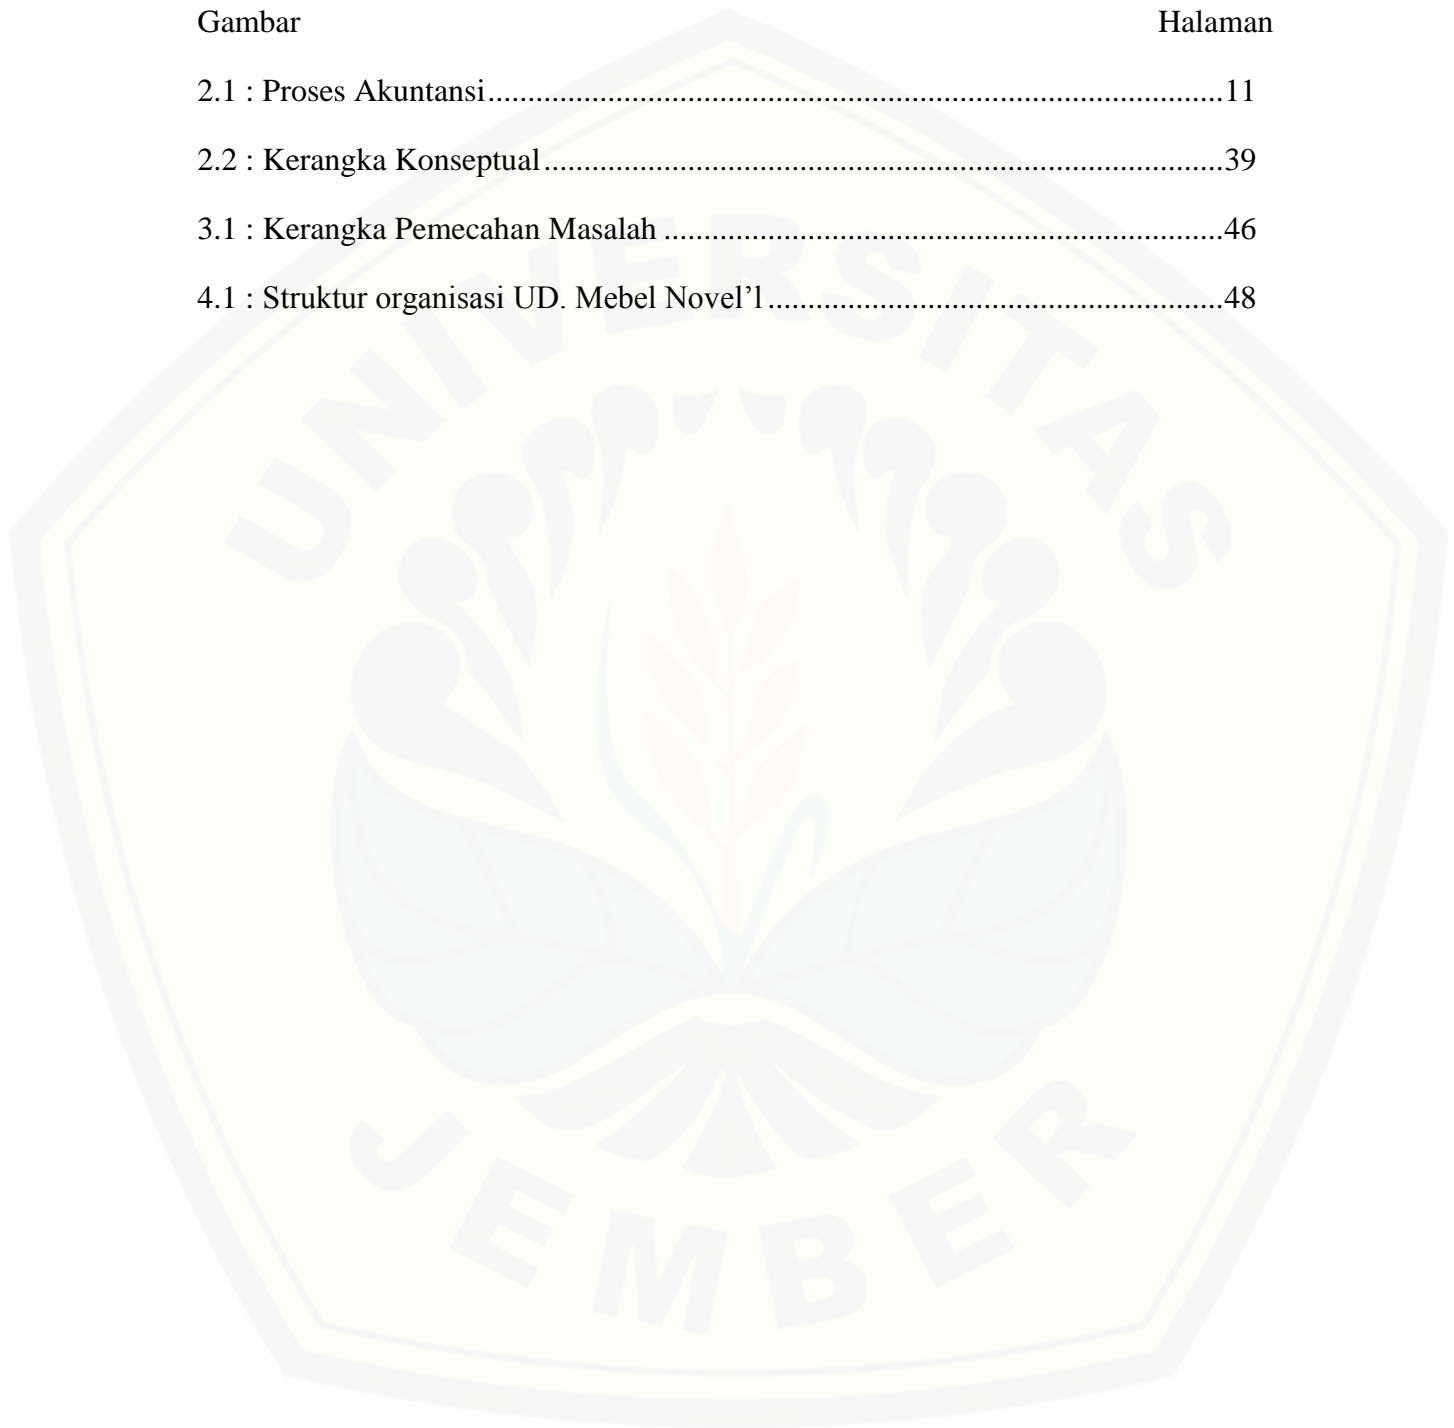 Gambar Halaman
2.1 : Proses Akuntansi............................................................................................11
2.2 : Kerangka Konseptual.....................................................................................39
3.1 : Kerangka Pemecahan Masalah ......................................................................46
4.1 : Struktur organisasi UD. Mebel Novel’l.........................................................48
UNIVERSITAS
JEMBER